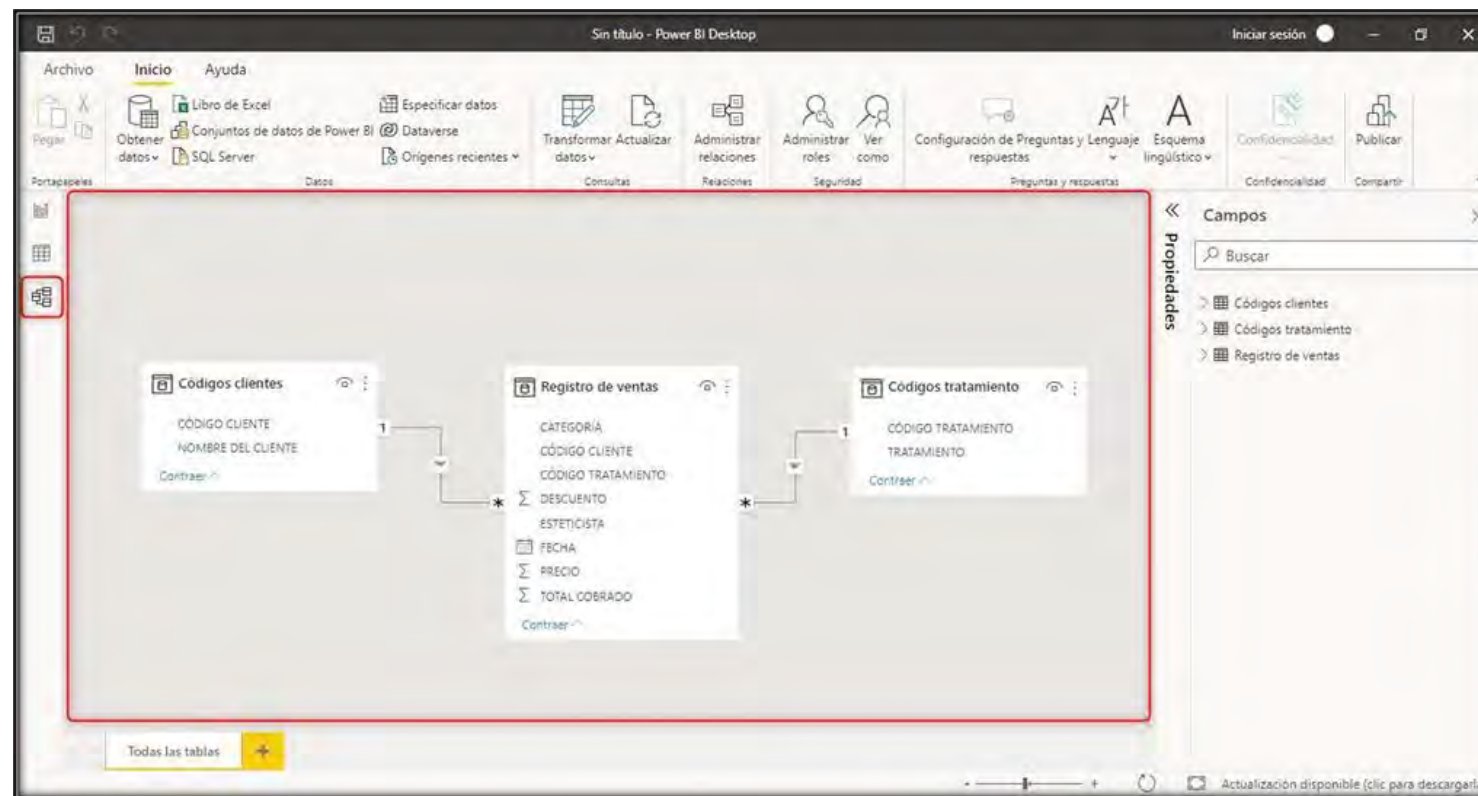 Sin título - Power BI Desktop
Iniciar sesión
Archivo Inicio Ayuda
Pegar
Obtener datos
Libro de Excel
Conjuntos de datos de Power BI
SQL Server
Especificar datos
Dataverse
Orígenes recientes
Transformar datos
Actualizar
Administrar relaciones
Administrar roles
Ver como
Configuración de Preguntas y respuestas
Lenguaje
Esquema lingüístico
Confidencialidad
Publicar
Portapapeles
Datos
Consultas
Relaciones
Seguridad
Preguntas y respuestas
Confidencialidad
Compartir
Códigos clientes
CÓDIGO CLIENTE
NOMBRE DEL CLIENTE
Contraer
1
*
Registro de ventas
CATEGORÍA
CÓDIGO CLIENTE
CÓDIGO TRATAMIENTO
Σ DESCUENTO
ESTETICISTA
FECHA
Σ PRECIO
Σ TOTAL COBRADO
Contraer
*
1
Códigos tratamiento
CÓDIGO TRATAMIENTO
TRATAMIENTO
Contraer
Propiedades
Campos
Buscar
Códigos clientes
Códigos tratamiento
Registro de ventas
Todas las tablas
Actualización disponible (clic para descargarla